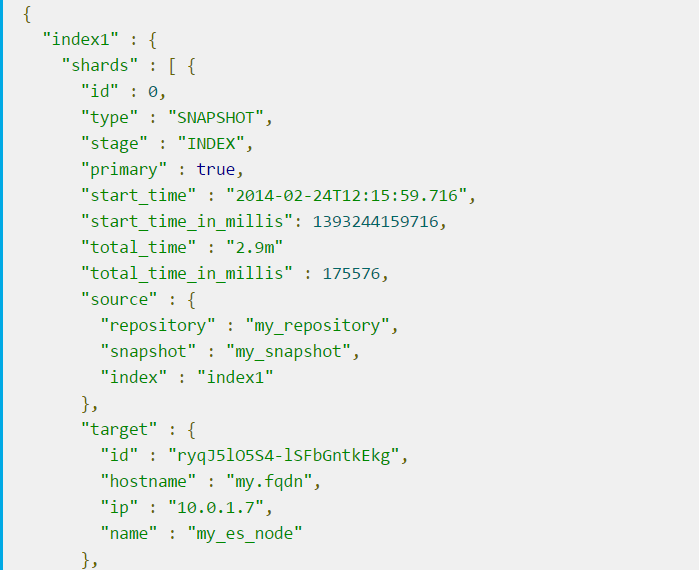 {
"index1" : {
"shards" : [ {
"id" : 0,
"type" : "SNAPSHOT",
"stage" : "INDEX",
"primary" : true,
"start_time" : "2014-02-24T12:15:59.716",
"start_time_in_millis": 1393244159716,
"total_time" : "2.9m"
"total_time_in_millis" : 175576,
"source" : {
"repository" : "my_repository",
"snapshot" : "my_snapshot",
"index" : "index1"
},
"target" : {
"id" : "ryqJ5lO5S4-lSFbGntkEkg",
"hostname" : "my.fqdn",
"ip" : "10.0.1.7",
"name" : "my_es_node"
},